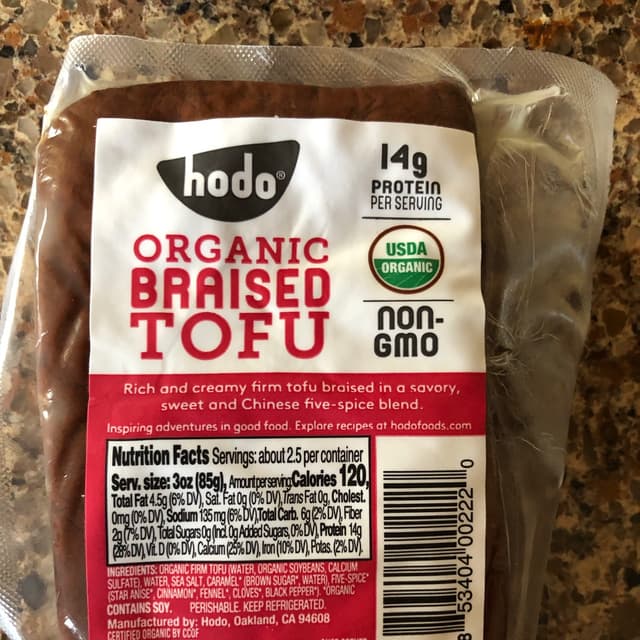 hodo®
14g
PROTEIN
PER SERVING
ORGANIC
BRAISED
TOFU
USDA
ORGANIC
NON-
GMO
Rich and creamy firm tofu braised in a savory,
sweet and Chinese five-spice blend.
Inspiring adventures in good food. Explore recipes at hodofoods.com
Nutrition Facts Servings: about 2.5 per container
Serv. size: 3oz (85g), Amount per serving: Calories 120,
Total Fat 4.5g (6% DV), Sat. Fat 0g (0% DV), Trans Fat 0g, Cholest.
0mg (0% DV), Sodium 135 mg (6% DV), Total Carb. 6g (2% DV), Fiber
2g (7% DV), Total Sugars 0g (Incl. 0g Added Sugars, 0% DV), Protein 14g
(28% DV), Vit. D (0% DV), Calcium (25% DV), Iron (10% DV), Potas. (2% DV).
INGREDIENTS: ORGANIC FIRM TOFU (WATER, ORGANIC SOYBEANS, CALCIUM
SULFATE), WATER, SEA SALT, CARAMEL* (BROWN SUGAR*, WATER), FIVE-SPICE*
(STAR ANISE*, CINNAMON*, FENNEL*, CLOVES*, BLACK PEPPER*). *ORGANIC
CONTAINS SOY. PERISHABLE. KEEP REFRIGERATED.
Manufactured by: Hodo, Oakland, CA 94608
CERTIFIED ORGANIC BY CCOF
8 53404 00222 0